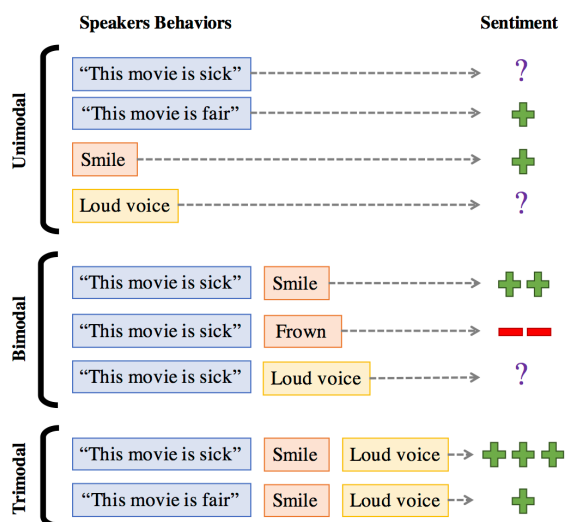 Speakers Behaviors Sentiment
Unimodal
“This movie is sick” ?
“This movie is fair”
Smile
Loud voice ?
Bimodal
“This movie is sick” Smile
“This movie is sick” Frown
“This movie is sick” Loud voice ?
Trimodal
“This movie is sick” Smile Loud voice
“This movie is fair” Smile Loud voice